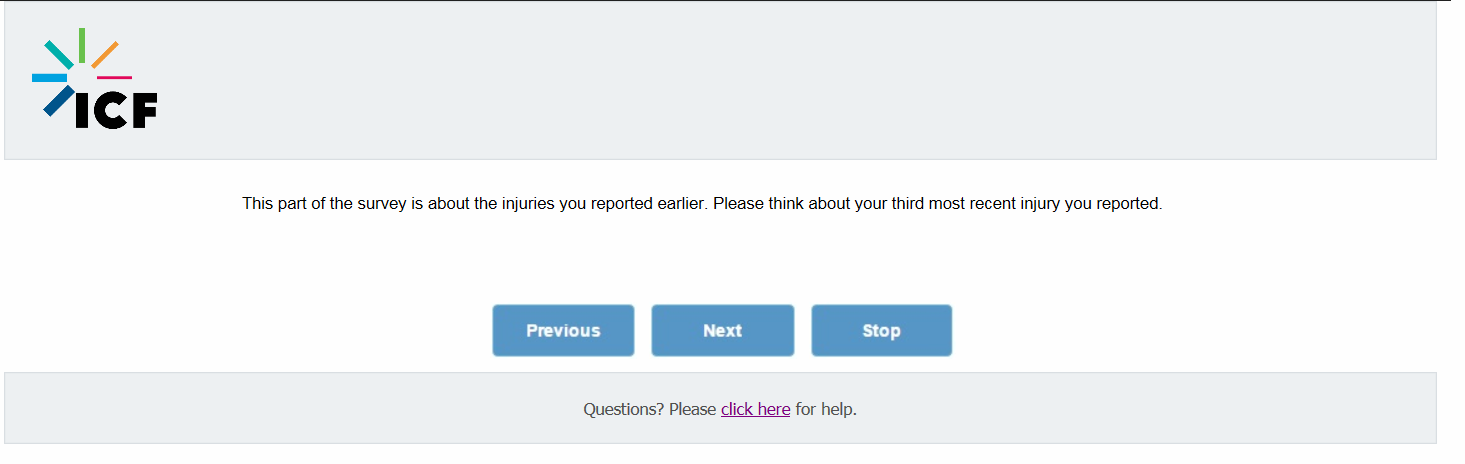 ICF
This part of the survey is about the injuries you reported earlier. Please think about your third most recent injury you reported.
Previous Next Stop
Questions? Please click here for help.